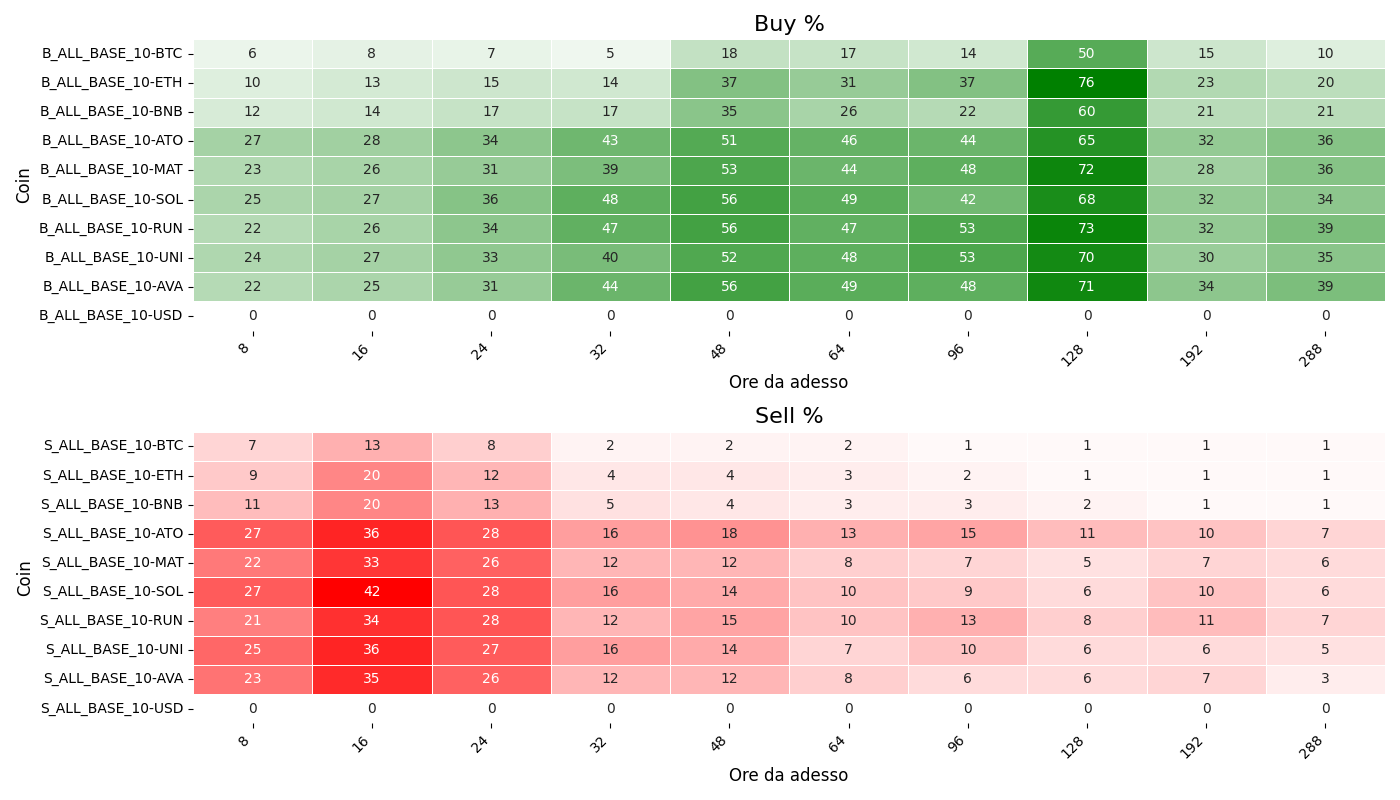 Buy %
Coin
B_ALL_BASE_10-BTC 6 8 7 5 18 17 14 50 15 10
B_ALL_BASE_10-ETH 10 13 15 14 37 31 37 76 23 20
B_ALL_BASE_10-BNB 12 14 17 17 35 26 22 60 21 21
B_ALL_BASE_10-ATO 27 28 34 43 51 46 44 65 32 36
B_ALL_BASE_10-MAT 23 26 31 39 53 44 48 72 28 36
B_ALL_BASE_10-SOL 25 27 36 48 56 49 42 68 32 34
B_ALL_BASE_10-RUN 22 26 34 47 56 47 53 73 32 39
B_ALL_BASE_10-UNI 24 27 33 40 52 48 53 70 30 35
B_ALL_BASE_10-AVA 22 25 31 44 56 49 48 71 34 39
B_ALL_BASE_10-USD 0 0 0 0 0 0 0 0 0 0
8 16 24 32 48 64 96 128 192 288
Ore da adesso
Sell %
Coin
S_ALL_BASE_10-BTC 7 13 8 2 2 2 1 1 1 1
S_ALL_BASE_10-ETH 9 20 12 4 4 3 2 1 1 1
S_ALL_BASE_10-BNB 11 20 13 5 4 3 3 2 1 1
S_ALL_BASE_10-ATO 27 36 28 16 18 13 15 11 10 7
S_ALL_BASE_10-MAT 22 33 26 12 12 8 7 5 7 6
S_ALL_BASE_10-SOL 27 42 28 16 14 10 9 6 10 6
S_ALL_BASE_10-RUN 21 34 28 12 15 10 13 8 11 7
S_ALL_BASE_10-UNI 25 36 27 16 14 7 10 6 6 5
S_ALL_BASE_10-AVA 23 35 26 12 12 8 6 6 7 3
S_ALL_BASE_10-USD 0 0 0 0 0 0 0 0 0 0
8 16 24 32 48 64 96 128 192 288
Ore da adesso